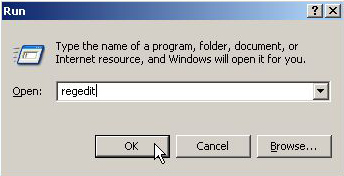 Run
Type the name of a program, folder, document, or
Internet resource, and Windows will open it for you.
Open: regedit
OK Cancel Browse...